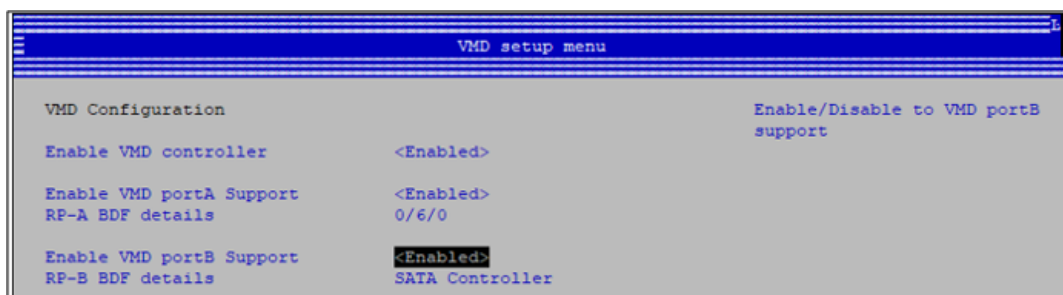 VMD setup menu
VMD Configuration
Enable/Disable to VMD portB
support
Enable VMD controller <Enabled>
Enable VMD portA Support <Enabled>
RP-A BDF details 0/6/0
Enable VMD portB Support <Enabled>
RP-B BDF details SATA Controller